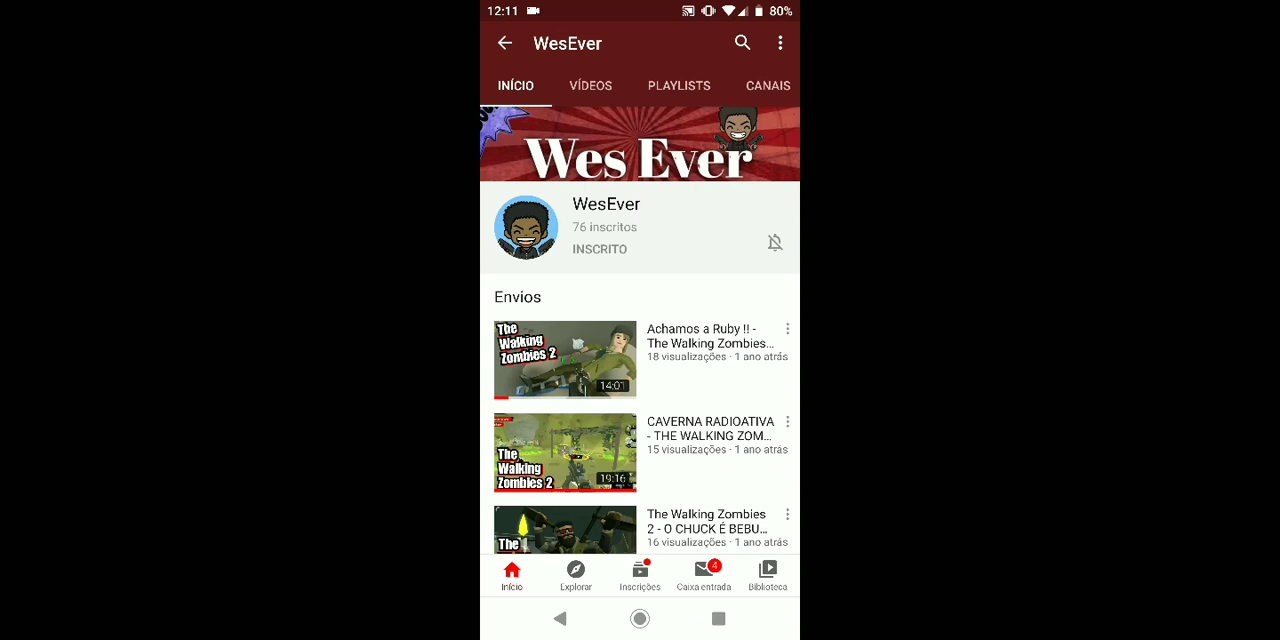 12:11
80%
WesEver
INÍCIO
VÍDEOS
PLAYLISTS
CANAIS
Wes Ever
WesEver
76 inscritos
INSCRITO
Envios
The
Walking
Zombies 2
14:01
Achamos a Ruby !! -
The Walking Zombies...
18 visualizações · 1 ano atrás
The
Walking
Zombies 2
19:16
CAVERNA RADIOATIVA
- THE WALKING ZOM...
15 visualizações · 1 ano atrás
The
The Walking Zombies
2 - O CHUCK É BEBU...
16 visualizações · 1 ano atrás
Início
Explorar
Inscrições
4
Caixa entrada
Biblioteca